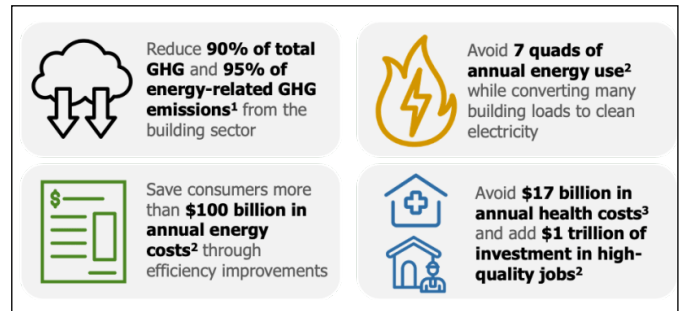 Reduce 90% of total
GHG and 95% of
energy-related GHG
emissions¹ from the
building sector
Avoid 7 quads of
annual energy use²
while converting many
building loads to clean
electricity
$
Save consumers more
than $100 billion in
annual energy
costs² through
efficiency improvements
Avoid $17 billion in
annual health costs³
and add $1 trillion of
investment in high-
quality jobs²